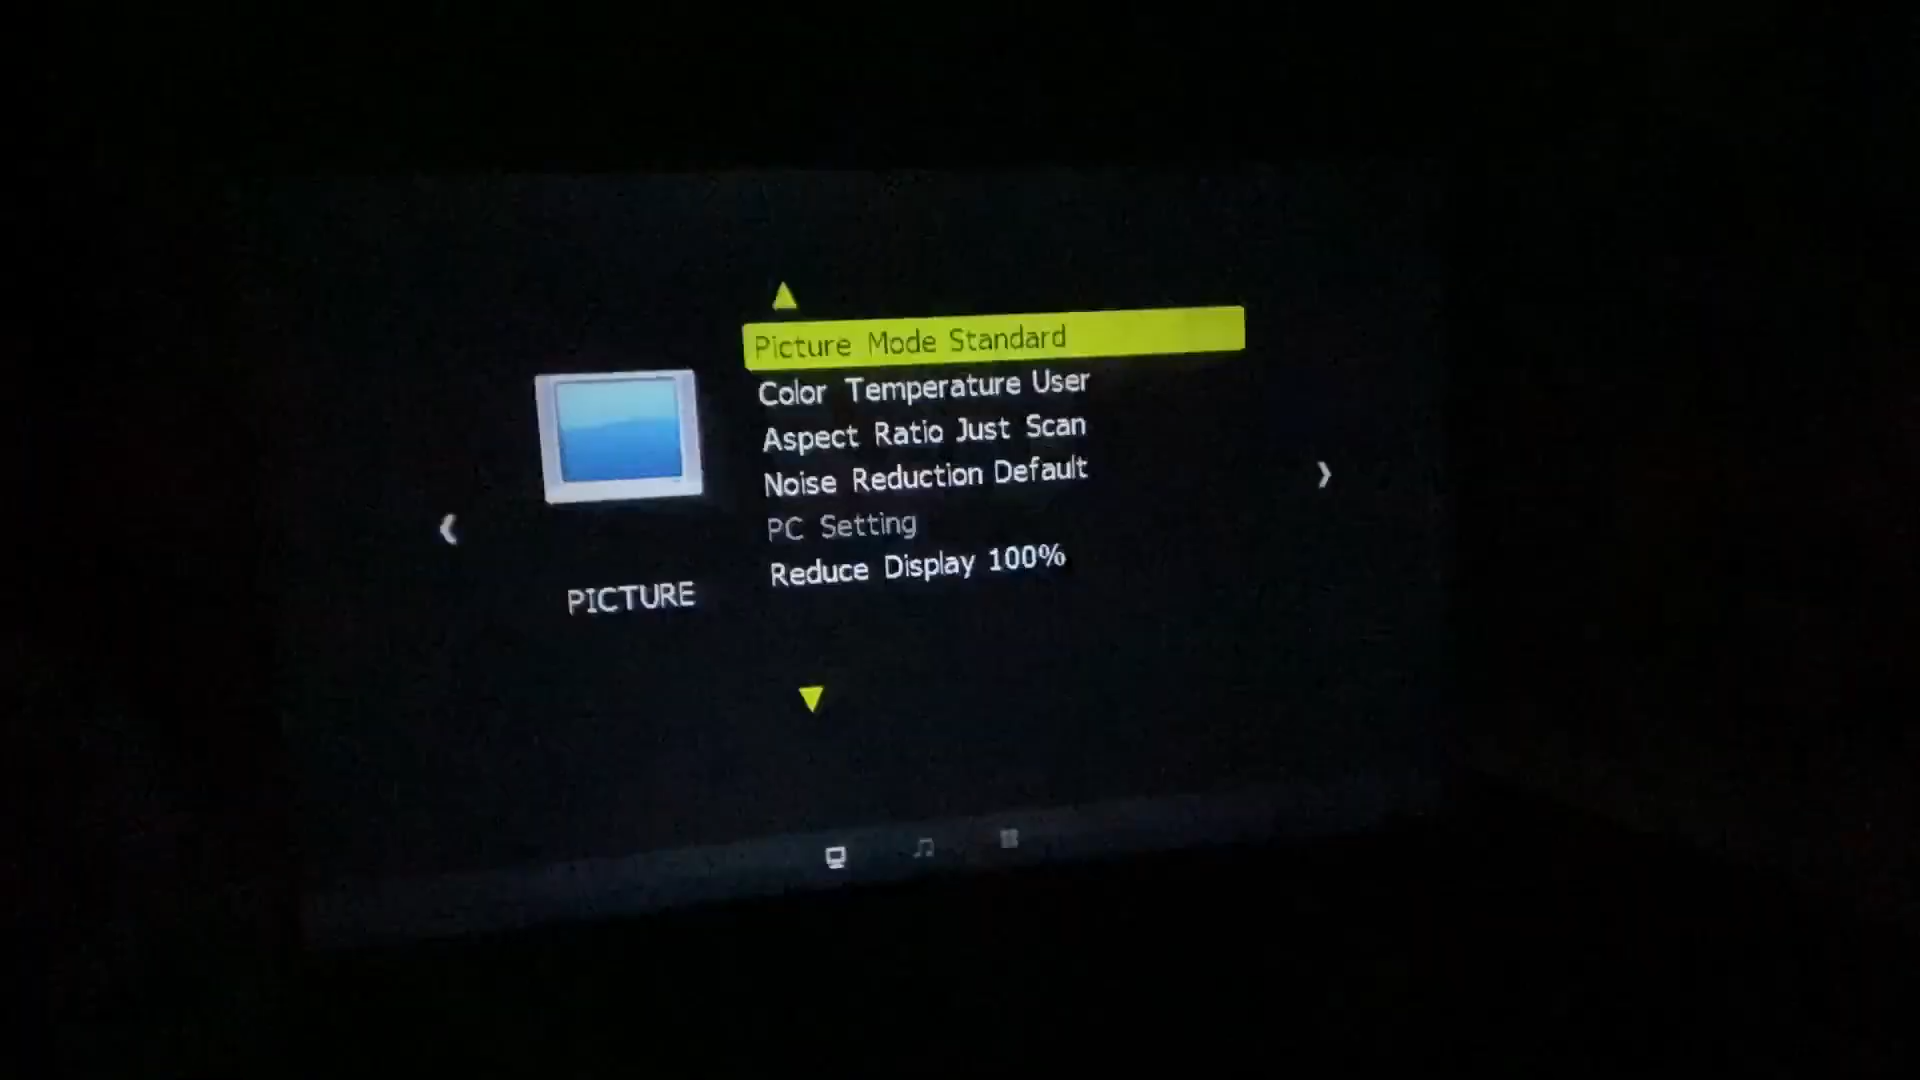 Picture Mode Standard
Color Temperature User
Aspect Ratio Just Scan
Noise Reduction Default
PC Setting
Reduce Display 100%
PICTURE